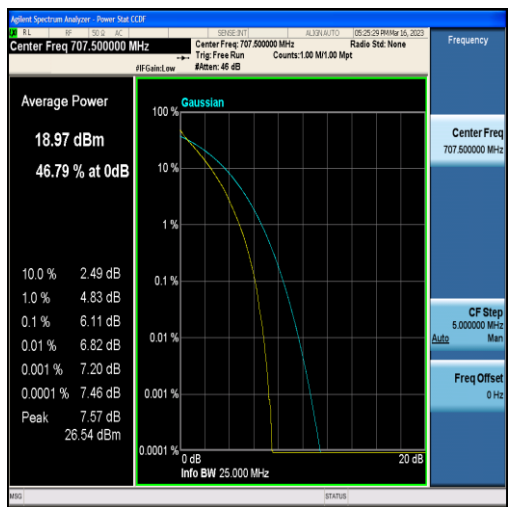 Agilent Spectrum Analyzer - Power Stat CCDF
RL RF 50 Ω AC SENSE:INT ALIGN AUTO 05:25:29 PM Mar 16, 2023
Center Freq 707.500000 MHz
Center Freq: 707.500000 MHz Radio Std: None
Trig: Free Run Counts:1.00 M/1.00 Mpt
#IFGain:Low #Atten: 46 dB
Frequency
Average Power
18.97 dBm
46.79 % at 0dB
10.0 % 2.49 dB
1.0 % 4.83 dB
0.1 % 6.11 dB
0.01 % 6.82 dB
0.001 % 7.20 dB
0.0001 % 7.46 dB
Peak 7.57 dB
26.54 dBm
Gaussian
100 %
10 %
1 %
0.1 %
0.01 %
0.001 %
0.0001 %
0 dB 20 dB
Info BW 25.000 MHz
Center Freq
707.500000 MHz
CF Step
5.000000 MHz
Auto Man
Freq Offset
0 Hz
MSG STATUS